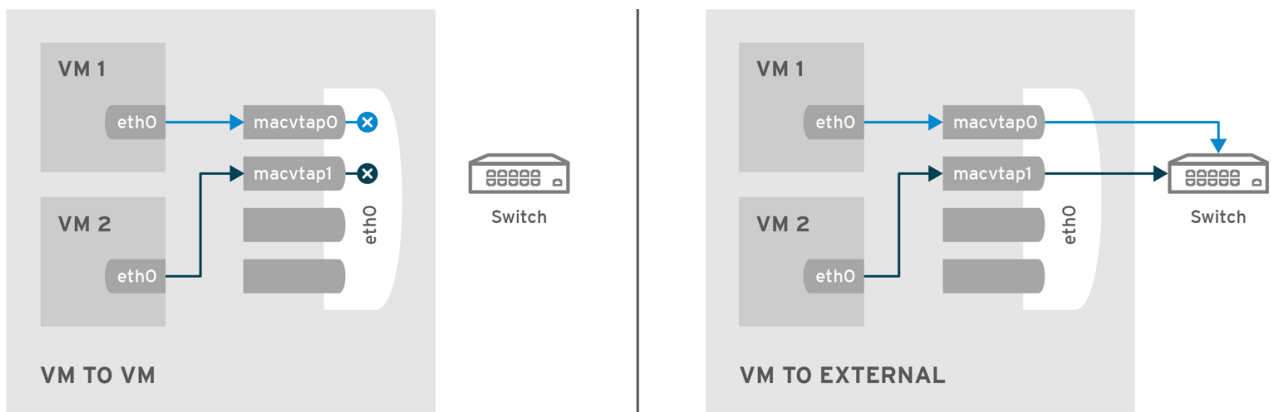 VM 1
eth0
macvtap0
macvtap1
VM 2
eth0
eth0
Switch
VM TO VM
VM 1
eth0
macvtap0
macvtap1
VM 2
eth0
eth0
Switch
VM TO EXTERNAL